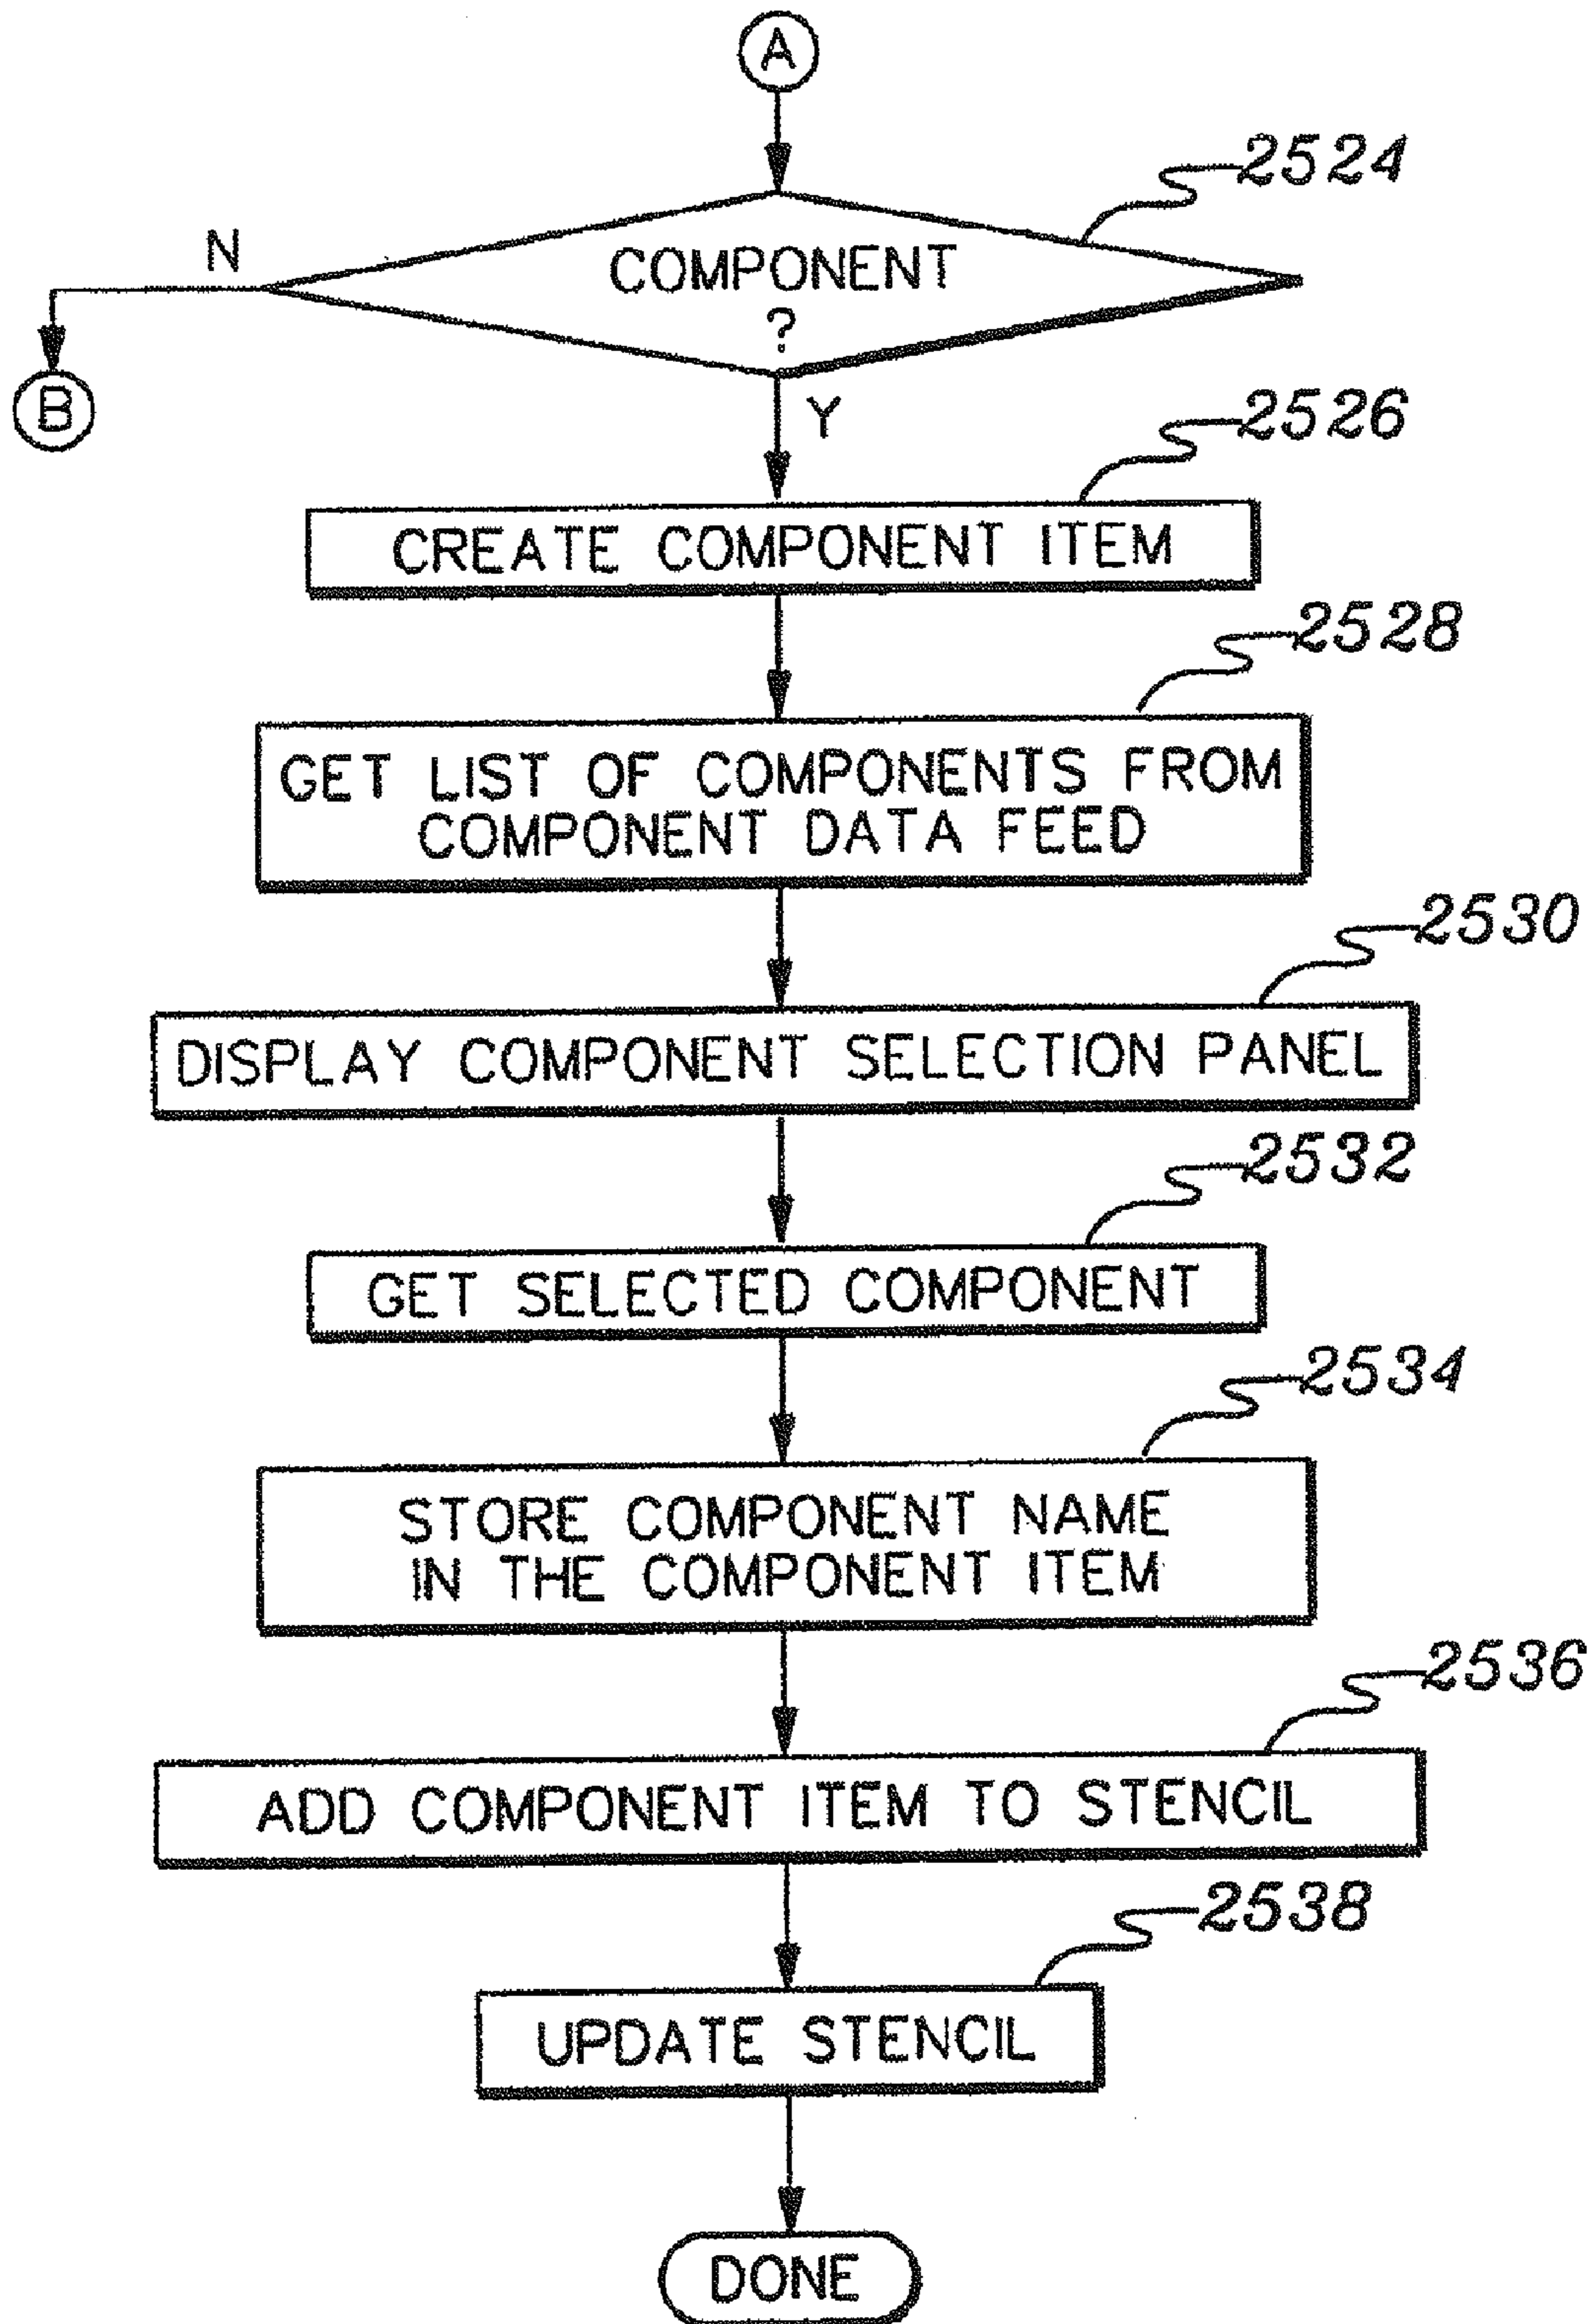 A
2524
N
COMPONENT
?
B
Y
2526
CREATE COMPONENT ITEM
2528
GET LIST OF COMPONENTS FROM
COMPONENT DATA FEED
2530
DISPLAY COMPONENT SELECTION PANEL
2532
GET SELECTED COMPONENT
2534
STORE COMPONENT NAME
IN THE COMPONENT ITEM
2536
ADD COMPONENT ITEM TO STENCIL
2538
UPDATE STENCIL
DONE